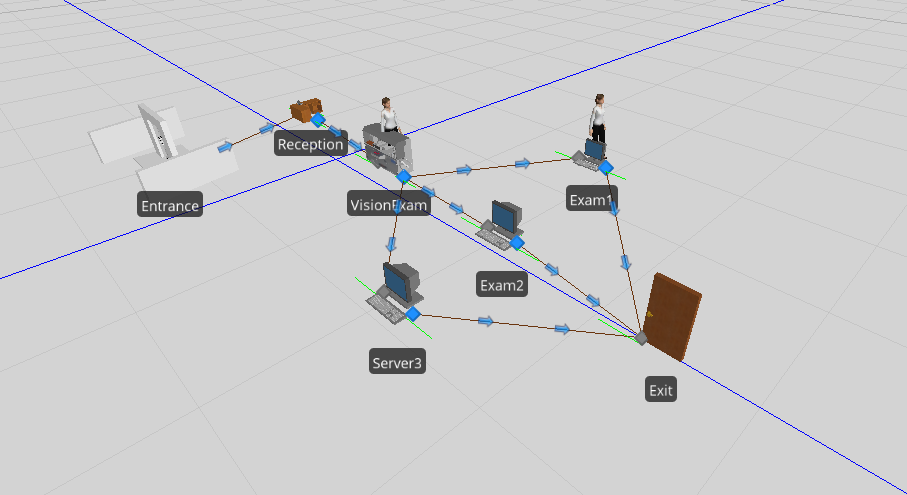 Reception
Entrance
VisionExam
Exam1
Exam2
Server3
Exit